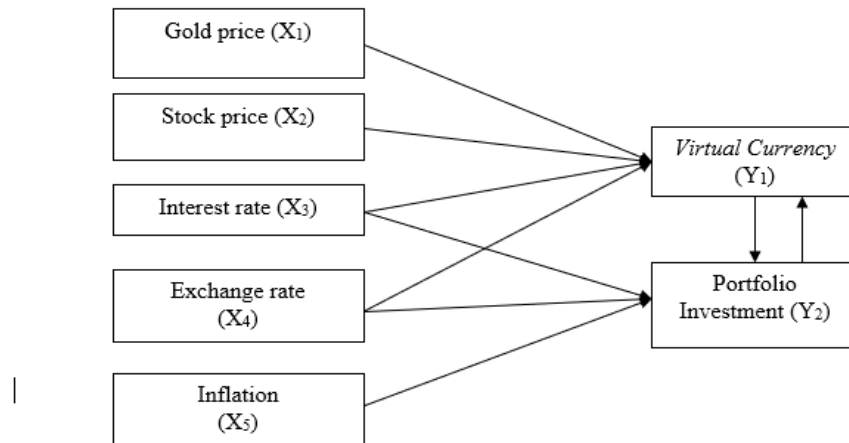 Gold price (X1)
Stock price (X2)
Interest rate (X3)
Exchange rate
(X4)
Inflation
(X5)
Virtual Currency
(Y1)
Portfolio
Investment (Y2)